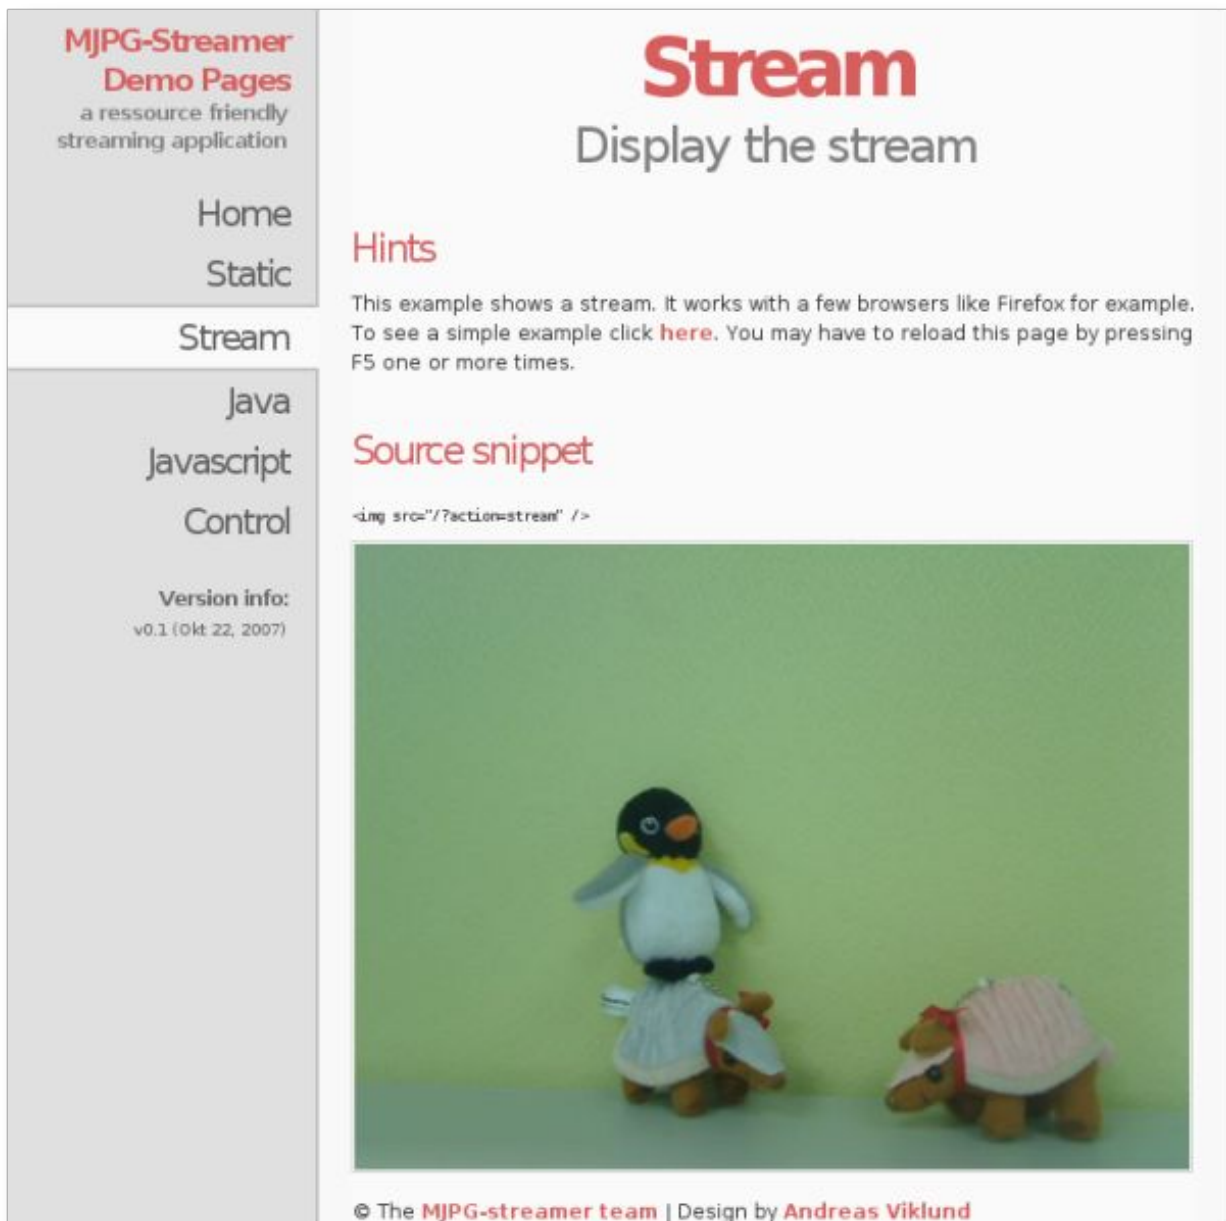 MJPG-Streamer
Demo Pages
a ressource friendly
streaming application
Home
Static
Stream
Java
Javascript
Control
Version info:
v0.1 (Okt 22, 2007)
Stream
Display the stream
Hints
This example shows a stream. It works with a few browsers like Firefox for example.
To see a simple example click here. You may have to reload this page by pressing
F5 one or more times.
Source snippet
<img src="/?action=stream" />
© The MJPG-streamer team | Design by Andreas Viklund